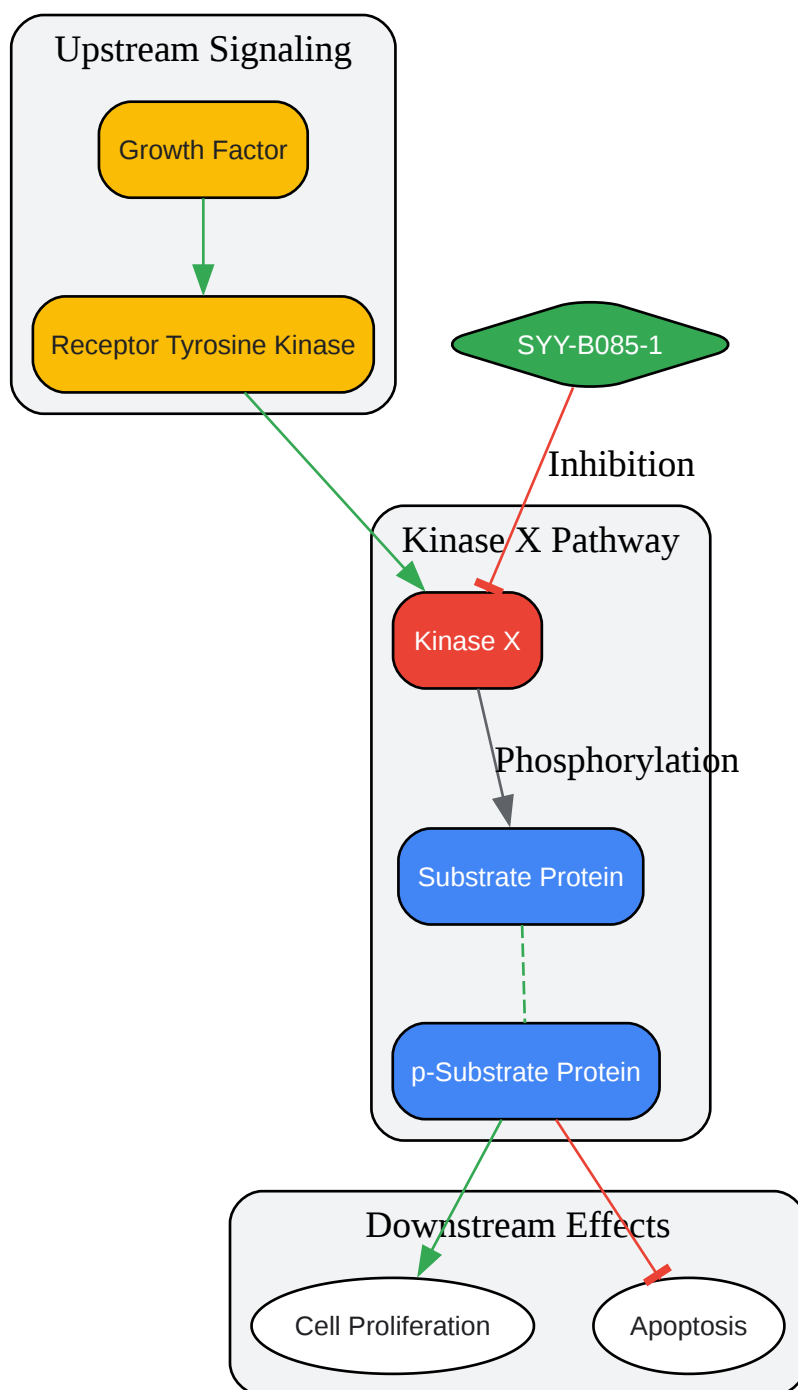 Upstream Signaling
Growth Factor
Receptor Tyrosine Kinase
SYY-B085-1
Inhibition
Kinase X Pathway
Kinase X
Phosphorylation
Substrate Protein
p-Substrate Protein
Downstream Effects
Cell Proliferation
Apoptosis